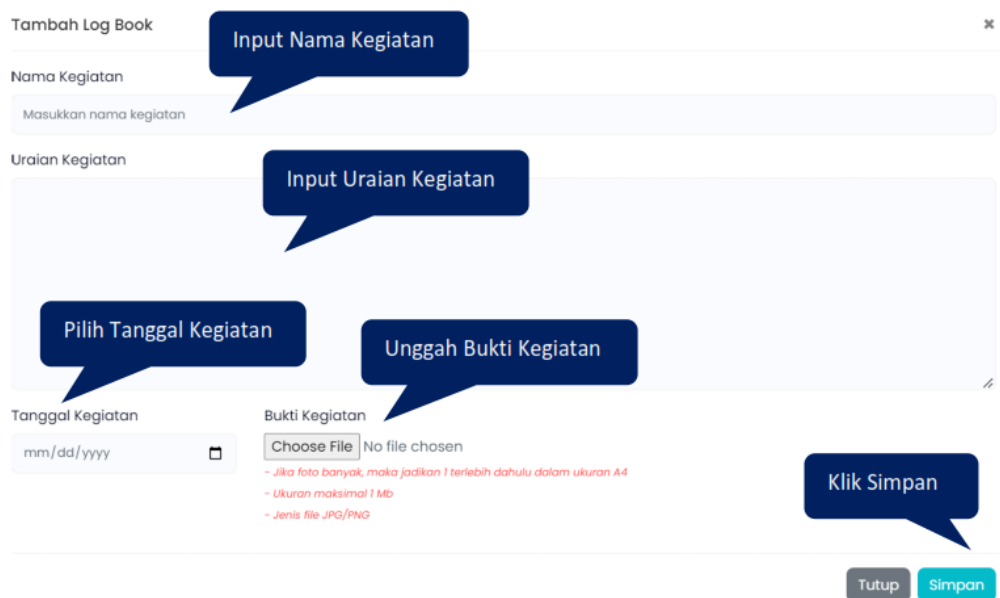 Tambah Log Book
Input Nama Kegiatan
×
Nama Kegiatan
Masukkan nama kegiatan
Uraian Kegiatan
Input Uraian Kegiatan
Pilih Tanggal Kegiatan
Unggah Bukti Kegiatan
Tanggal Kegiatan
Bukti Kegiatan
mm/dd/yyyy
Choose File No file chosen
- Jika foto banyak, maka jadikan 1 terlebih dahulu dalam ukuran A4
- Ukuran maksimal 1 Mb
- Jenis file JPG/PNG
Klik Simpan
Tutup
Simpan